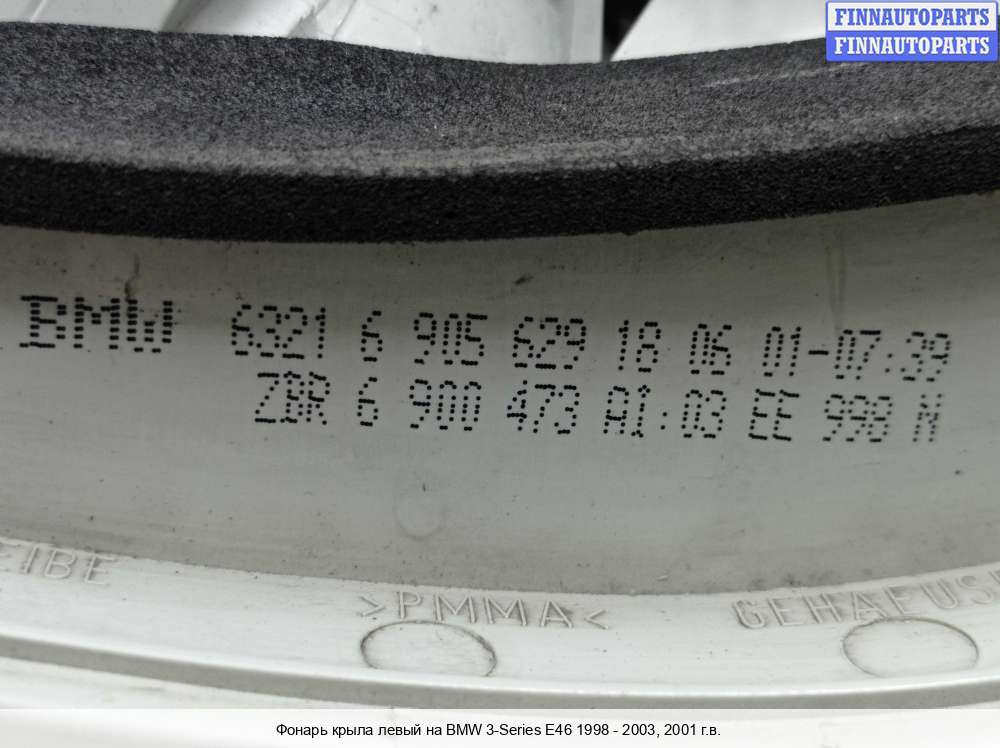 FINNAUTOPARTS
FINNAUTOPARTS
BMW 6321 6 905 629 18 06 01-07:39
ZBR 6 900 473 AI:03 EE 998 N
>PMMA<
Фонарь крыла левый на BMW 3-Series E46 1998 - 2003, 2001 г.в.